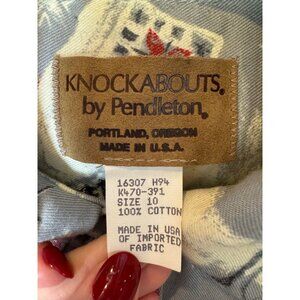 KNOCKABOUTS®
by Pendleton®
PORTLAND, OREGON
MADE IN U.S.A.
16307 H94
K470-391
SIZE 10
100% COTTON
MADE IN USA
OF IMPORTED
FABRIC